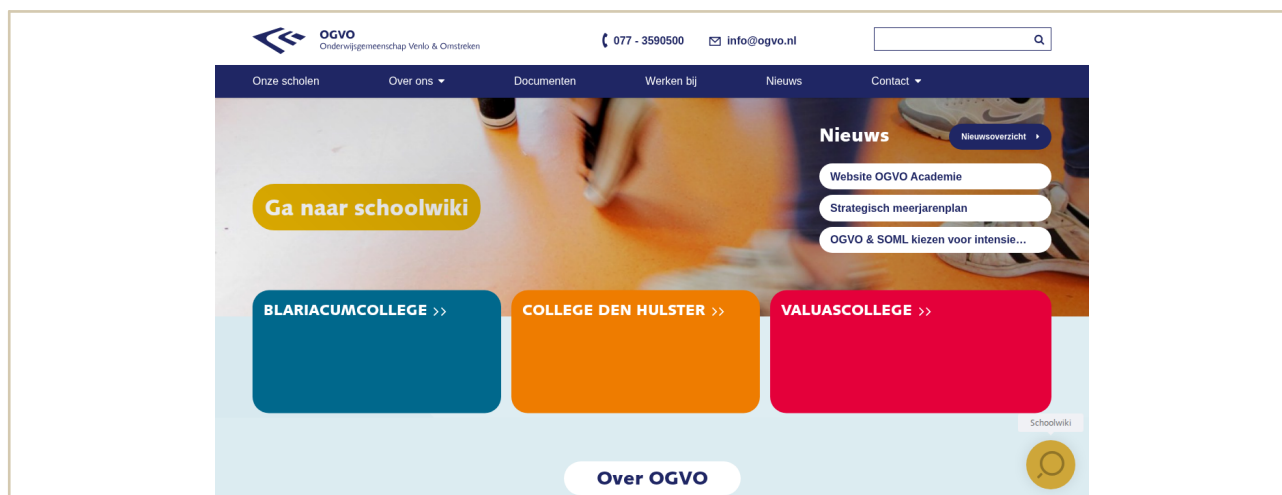 OGVO
Onderwijsgemeenschap Venlo & Omstreken
077 - 3590500
info@ogvo.nl
Onze scholen
Over ons
Documenten
Werken bij
Nieuws
Contact
Nieuws
Nieuwsoverzicht
Website OGVO Academie
Strategisch meerjarenplan
OGVO & SOML kiezen voor intensie…
Ga naar schoolwiki
BLARIACUMCOLLEGE >>
COLLEGE DEN HULSTER >>
VALUASCOLLEGE >>
Schoolwiki
Over OGVO